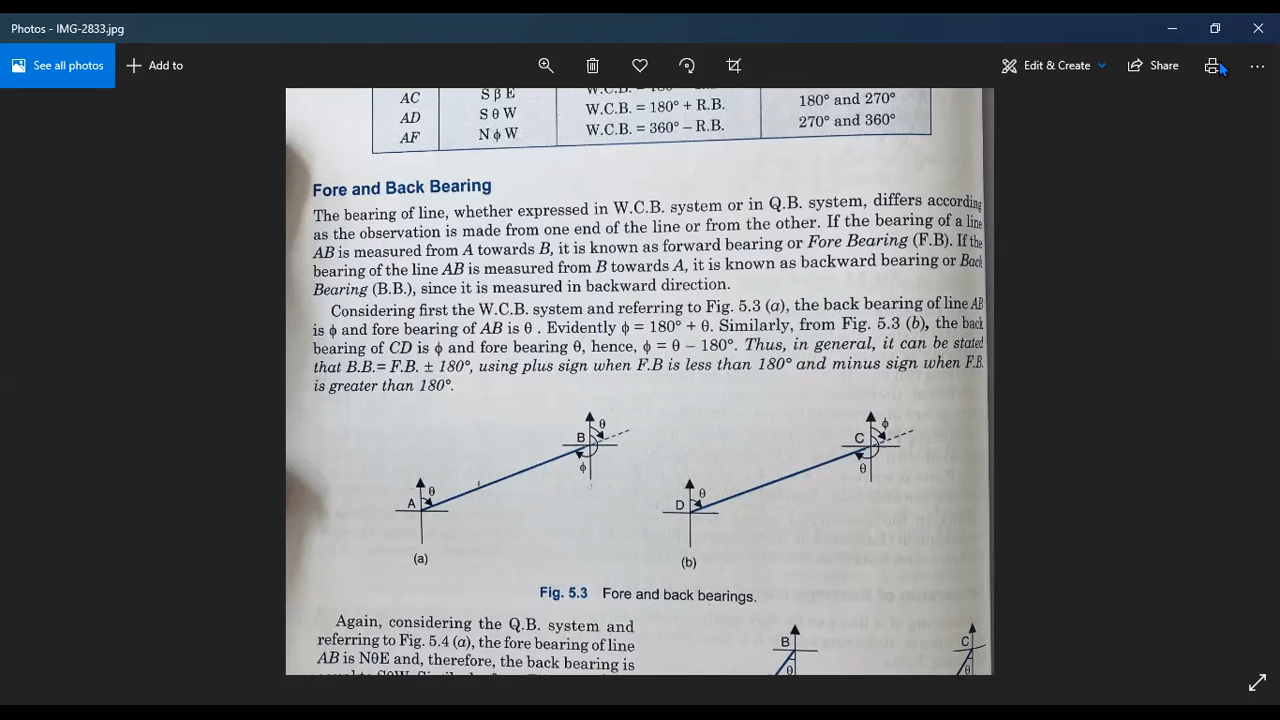 Photos - IMG-2833.jpg
See all photos
Add to
Edit & Create
Share
AC S β E
AD S θ W W.C.B. = 180° + R.B. 180° and 270°
AF N ϕ W W.C.B. = 360° – R.B. 270° and 360°
Fore and Back Bearing
The bearing of line, whether expressed in W.C.B. system or in Q.B. system, differs according
as the observation is made from one end of the line or from the other. If the bearing of a line
AB is measured from A towards B, it is known as forward bearing or Fore Bearing (F.B). If the
bearing of the line AB is measured from B towards A, it is known as backward bearing or Back
Bearing (B.B.), since it is measured in backward direction.
Considering first the W.C.B. system and referring to Fig. 5.3 (a), the back bearing of line AB
is ϕ and fore bearing of AB is θ . Evidently ϕ = 180° + θ. Similarly, from Fig. 5.3 (b), the back
bearing of CD is ϕ and fore bearing θ, hence, ϕ = θ – 180°. Thus, in general, it can be stated
that B.B.= F.B. ± 180°, using plus sign when F.B is less than 180° and minus sign when F.B.
is greater than 180°.
θ
B
ϕ
θ
A
(a)
ϕ
C
θ
θ
D
(b)
Fig. 5.3 Fore and back bearings.
Again, considering the Q.B. system and
referring to Fig. 5.4 (a), the fore bearing of line
AB is NθE and, therefore, the back bearing is
B
θ
C
θ